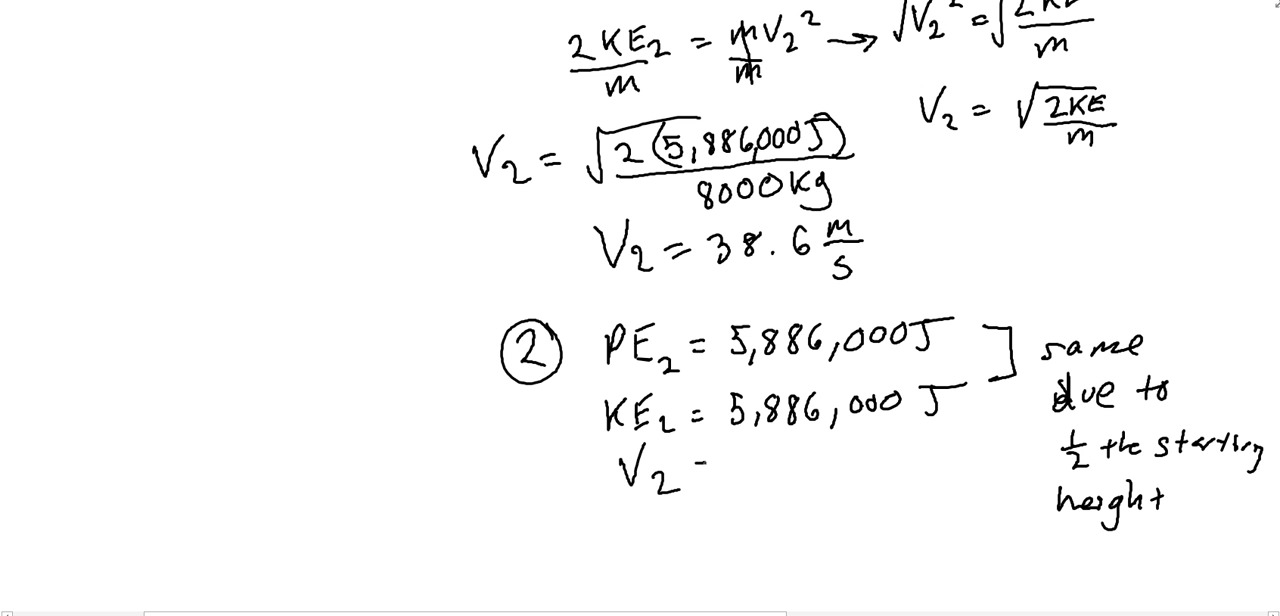 2KE₂/m = mV₂²/m → √V₂² = √2KE/m
V₂ = √2KE/m
V₂ = √2(5,886,000J)/8000Kg
V₂ = 38.6 m/s
② PE₂ = 5,886,000J ] same
due to
KE₂ = 5,886,000 J
½ the starting
V₂ =
height